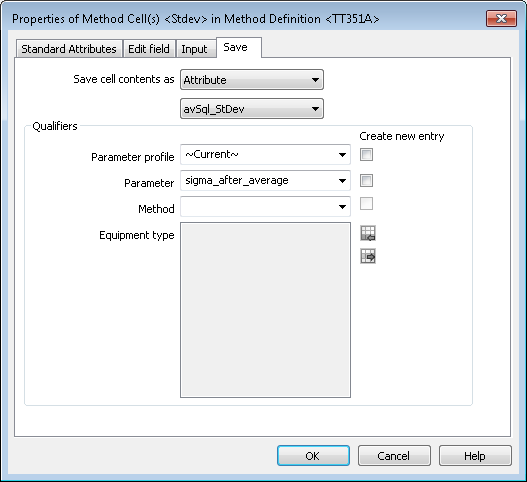 Properties of Method Cell(s) <Stdev> in Method Definition <TT351A>
Standard Attributes Edit field Input Save
Save cell contents as Attribute
avSql_StDev
Qualifiers
Create new entry
Parameter profile ~Current~
Parameter sigma_after_average
Method
Equipment type
OK Cancel Help